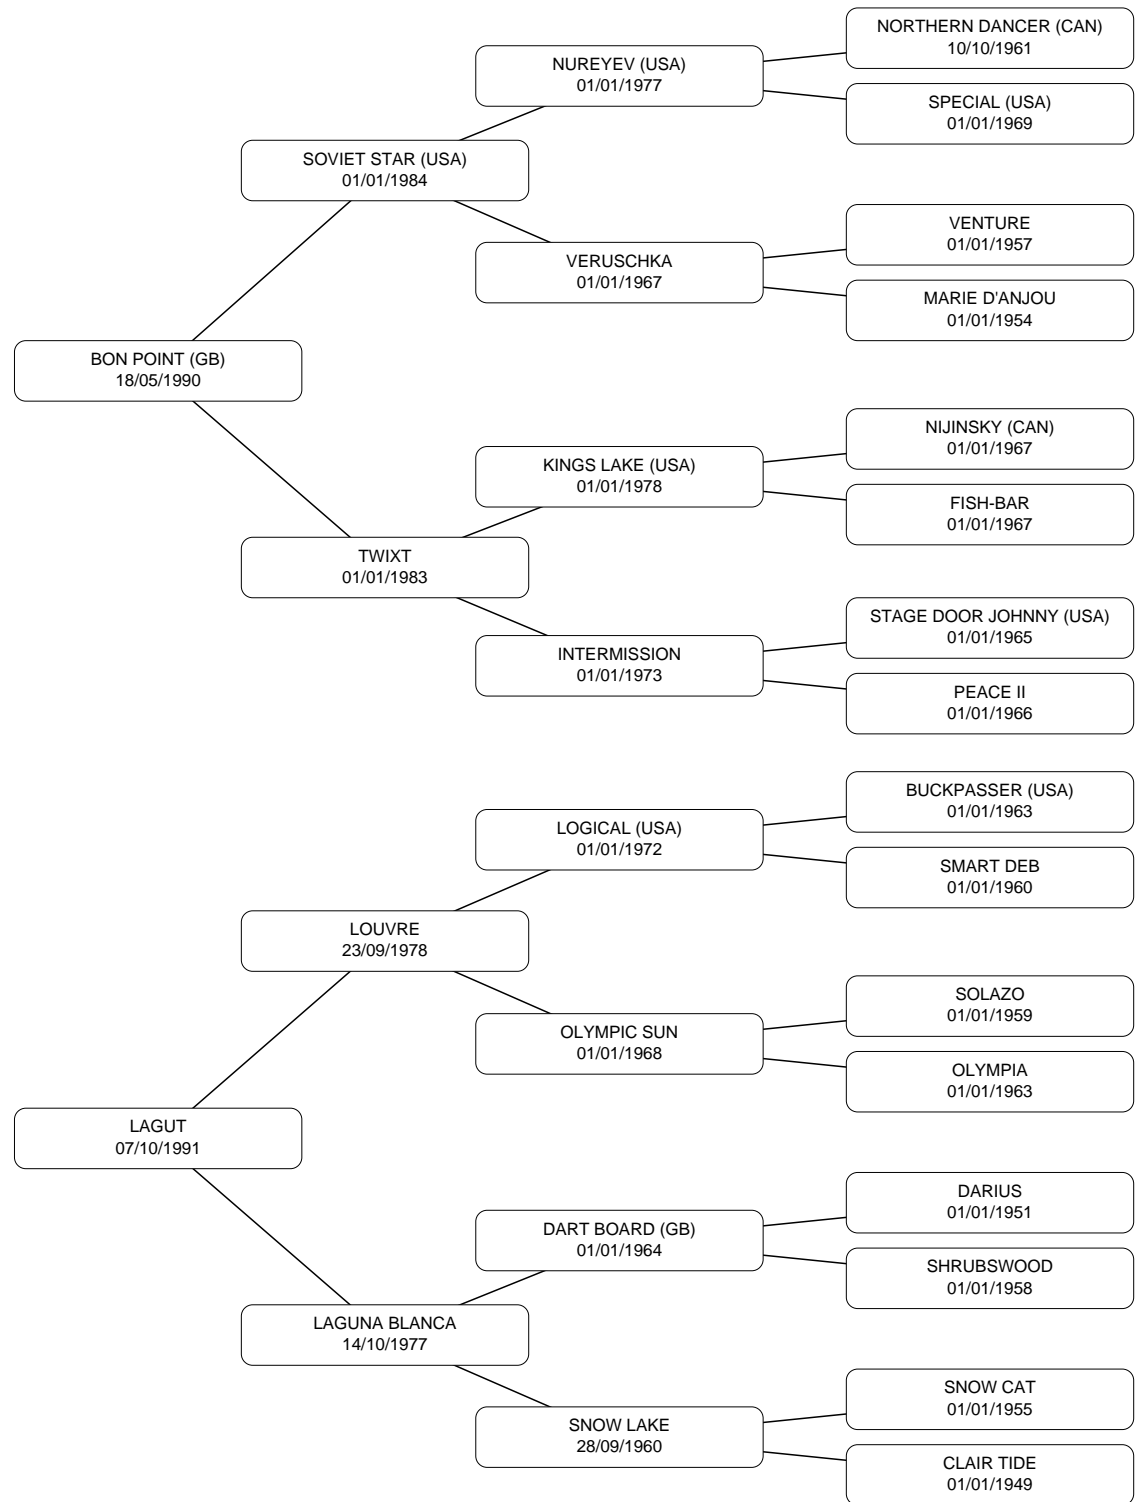 NORTHERN DANCER (CAN)
10/10/1961
NUREYEV (USA)
01/01/1977
SPECIAL (USA)
01/01/1969
SOVIET STAR (USA)
01/01/1984
VENTURE
01/01/1957
VERUSCHKA
01/01/1967
MARIE D'ANJOU
01/01/1954
BON POINT (GB)
18/05/1990
NIJINSKY (CAN)
01/01/1967
KINGS LAKE (USA)
01/01/1978
FISH-BAR
01/01/1967
TWIXT
01/01/1983
STAGE DOOR JOHNNY (USA)
01/01/1965
INTERMISSION
01/01/1973
PEACE II
01/01/1966
BUCKPASSER (USA)
01/01/1963
LOGICAL (USA)
01/01/1972
SMART DEB
01/01/1960
LOUVRE
23/09/1978
SOLAZO
01/01/1959
OLYMPIC SUN
01/01/1968
OLYMPIA
01/01/1963
LAGUT
07/10/1991
DARIUS
01/01/1951
DART BOARD (GB)
01/01/1964
SHRUBSWOOD
01/01/1958
LAGUNA BLANCA
14/10/1977
SNOW CAT
01/01/1955
SNOW LAKE
28/09/1960
CLAIR TIDE
01/01/1949